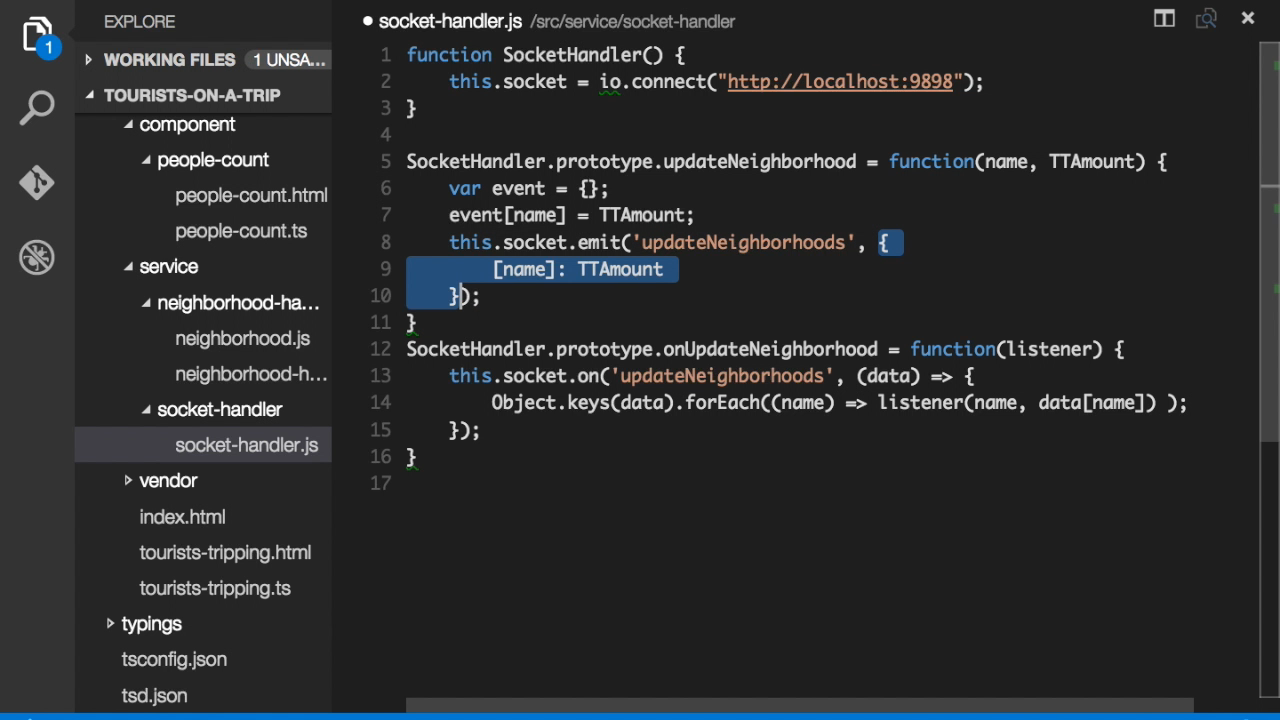 EXPLORE
WORKING FILES 1 UNSA...
TOURISTS-ON-A-TRIP
component
people-count
people-count.html
people-count.ts
service
neighborhood-ha...
neighborhood.js
neighborhood-h...
socket-handler
socket-handler.js
vendor
index.html
tourists-tripping.html
tourists-tripping.ts
typings
tsconfig.json
tsd.json
1
socket-handler.js /src/service/socket-handler
1 function SocketHandler() {
2 this.socket = io.connect("http://localhost:9898");
3 }
4
5 SocketHandler.prototype.updateNeighborhood = function(name, TTAmount) {
6 var event = {};
7 event[name] = TTAmount;
8 this.socket.emit('updateNeighborhoods', {
9 [name]: TTAmount
10 });
11 }
12 SocketHandler.prototype.onUpdateNeighborhood = function(listener) {
13 this.socket.on('updateNeighborhoods', (data) => {
14 Object.keys(data).forEach((name) => listener(name, data[name]) );
15 });
16 }
17